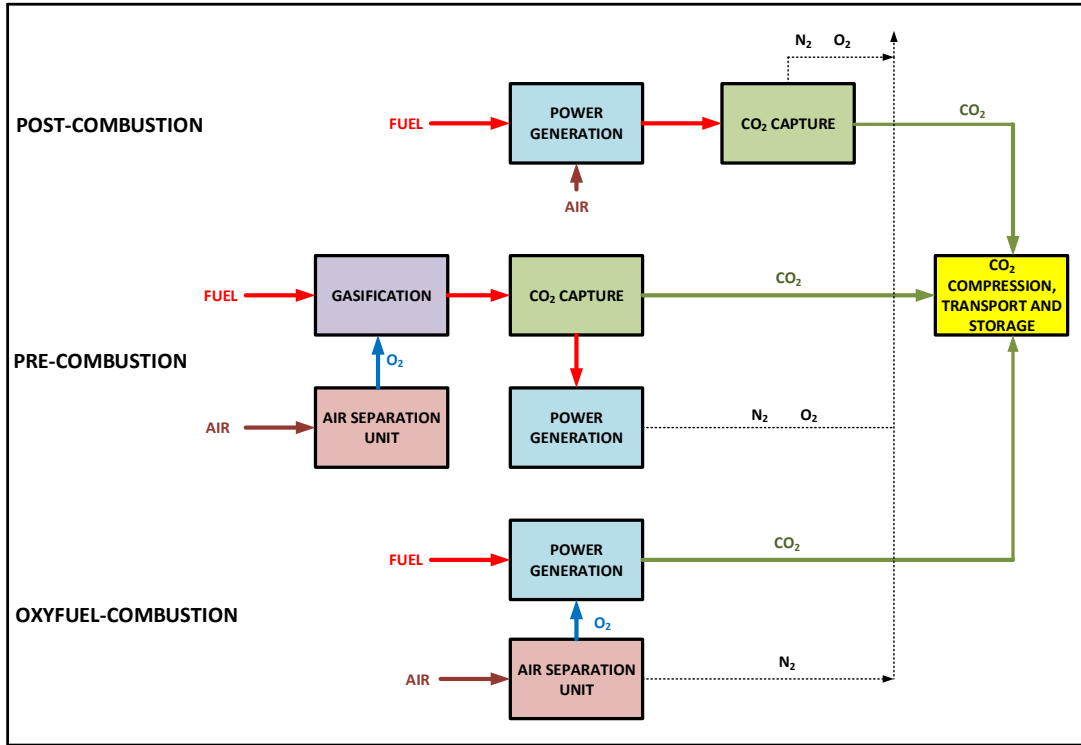 N₂ O₂
POST-COMBUSTION
FUEL
POWER
GENERATION
CO₂ CAPTURE
CO₂
AIR
PRE-COMBUSTION
FUEL
GASIFICATION
CO₂ CAPTURE
CO₂
CO₂
COMPRESSION,
TRANSPORT AND
STORAGE
O₂
AIR
AIR SEPARATION
UNIT
POWER
GENERATION
N₂ O₂
OXYFUEL-COMBUSTION
FUEL
POWER
GENERATION
CO₂
O₂
AIR
AIR SEPARATION
UNIT
N₂